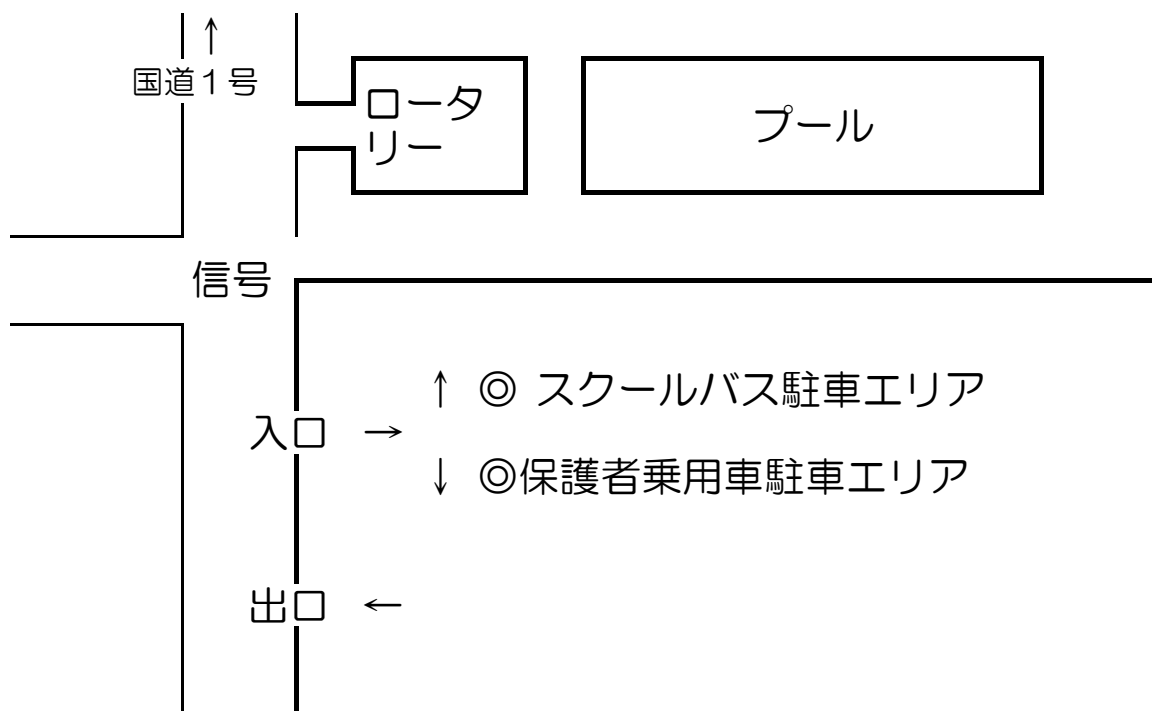 ↑
国道１号
ロータ
リー
プール
信号
↑ ◎ スクールバス駐車エリア
入口 →
↓ ◎保護者乗用車駐車エリア
出口 ←